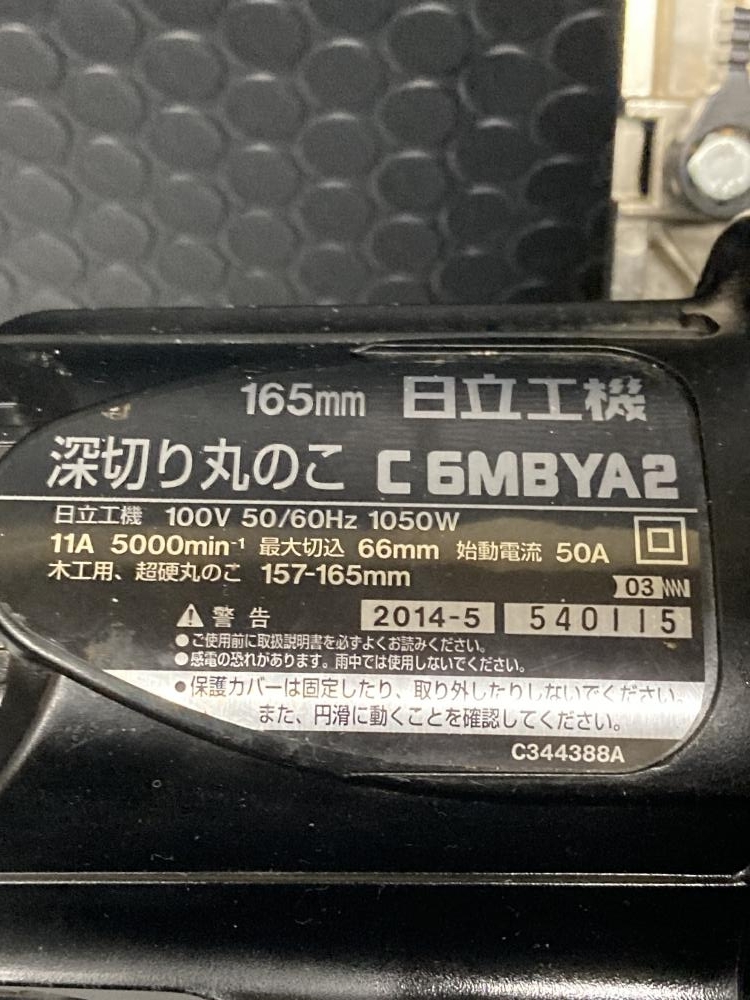 165mm 日立工機
深切り丸のこ C6MBYA2
日立工機 100V 50/60Hz 1050W
11A 5000min⁻¹ 最大切込 66mm 始動電流 50A
木工用、超硬丸のこ 157-165mm
03
警告 2014-5 540115
●ご使用前に取扱説明書を必ずよくお読みください。
●感電の恐れがあります。雨中では使用しないでください。
●保護カバーは固定したり、取り外したりしないでください。
また、円滑に動くことを確認してください。
C344388A